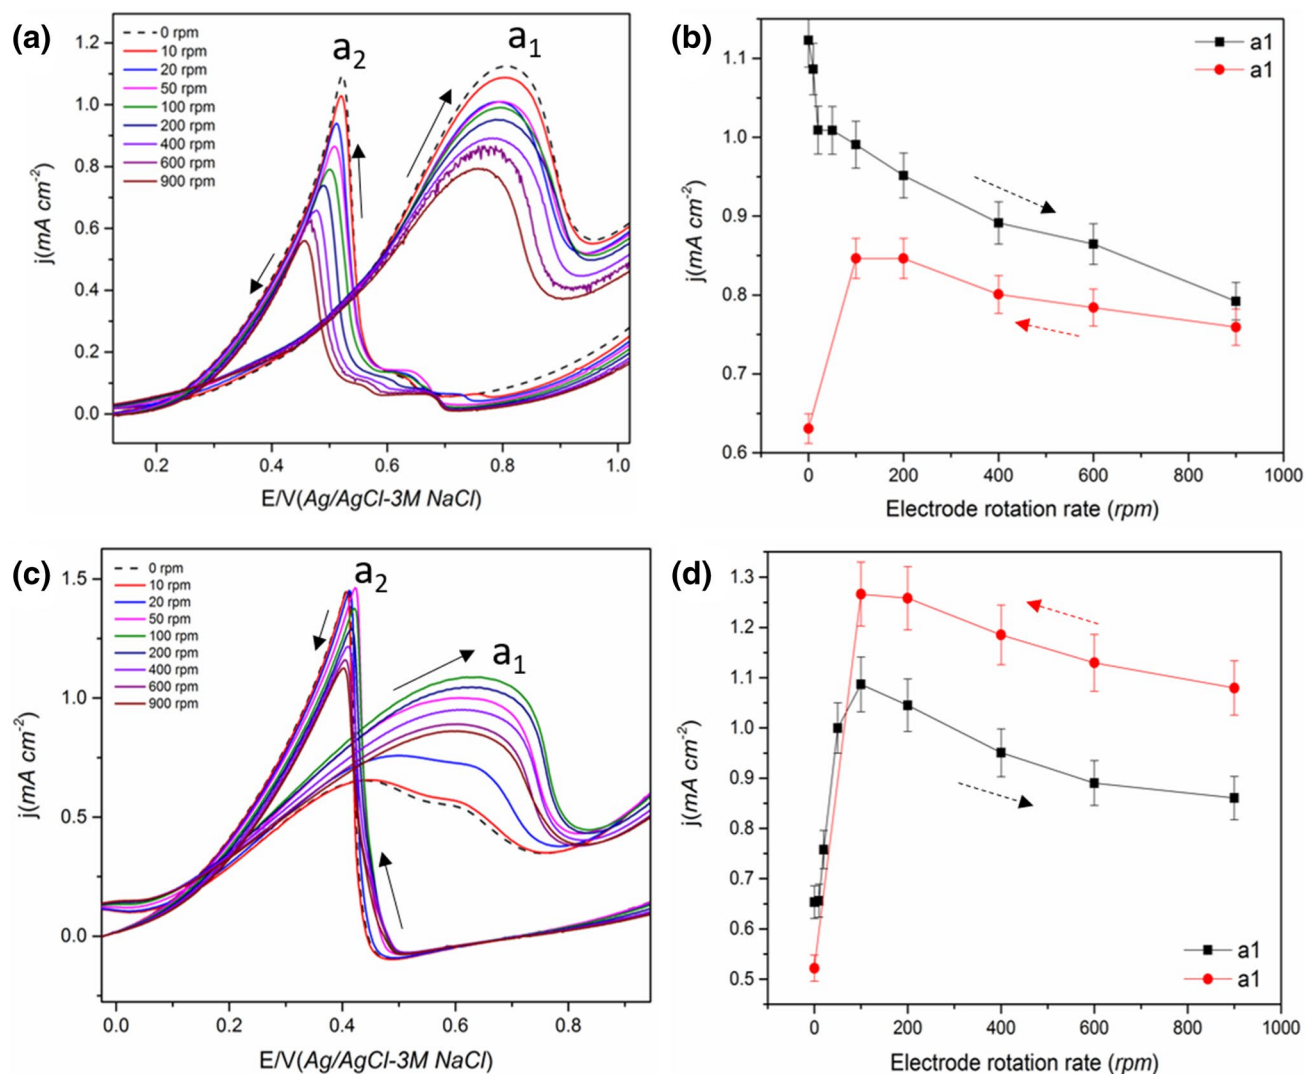 (a)
0 rpm
10 rpm
20 rpm
50 rpm
100 rpm
200 rpm
400 rpm
600 rpm
900 rpm
a2
a1
1.2
1.0
0.8
0.6
0.4
0.2
0.0
j(mA cm-2)
0.2 0.4 0.6 0.8 1.0
E/V(Ag/AgCl-3M NaCl)
(b)
a1
a1
1.1
1.0
0.9
0.8
0.7
0.6
j(mA cm-2)
0 200 400 600 800 1000
Electrode rotation rate (rpm)
(c)
0 rpm
10 rpm
20 rpm
50 rpm
100 rpm
200 rpm
400 rpm
600 rpm
900 rpm
a2
a1
1.5
1.0
0.5
0.0
j(mA cm-2)
0.0 0.2 0.4 0.6 0.8
E/V(Ag/AgCl-3M NaCl)
(d)
1.3
1.2
1.1
1.0
0.9
0.8
0.7
0.6
0.5
j(mA cm-2)
a1
a1
0 200 400 600 800 1000
Electrode rotation rate (rpm)